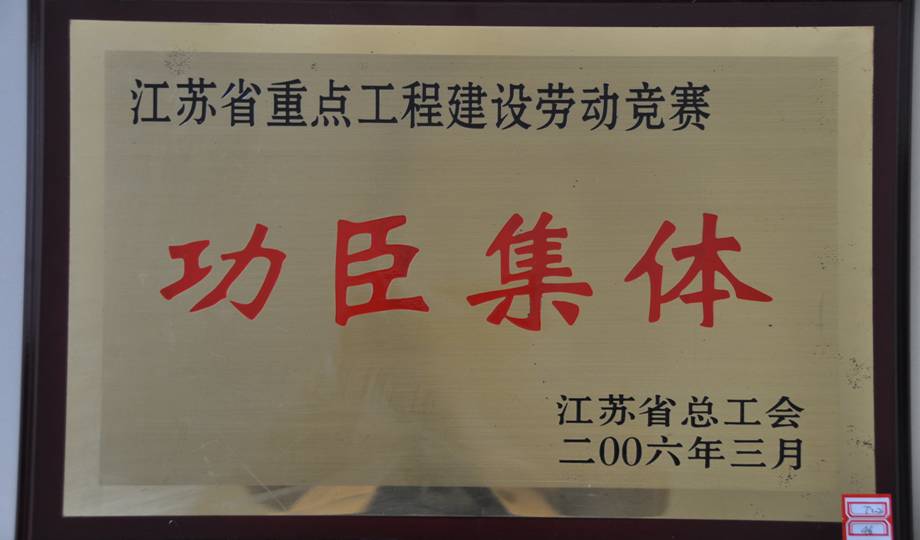 江苏省重点工程建设劳动竞赛
功臣集体
江苏省总工会
二00六年三月